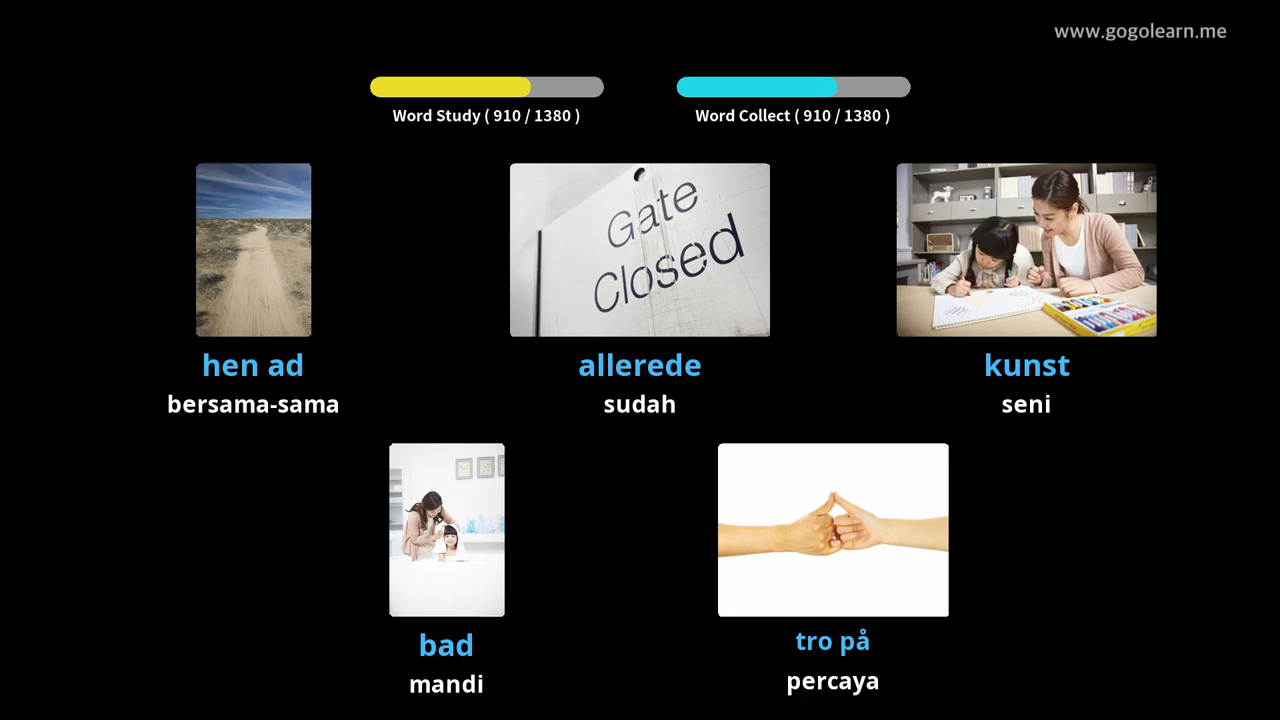 www.gogolearn.me
Word Study ( 910 / 1380 )
Word Collect ( 910 / 1380 )
Gate
Closed
hen ad
bersama-sama
allerede
sudah
kunst
seni
bad
mandi
tro på
percaya